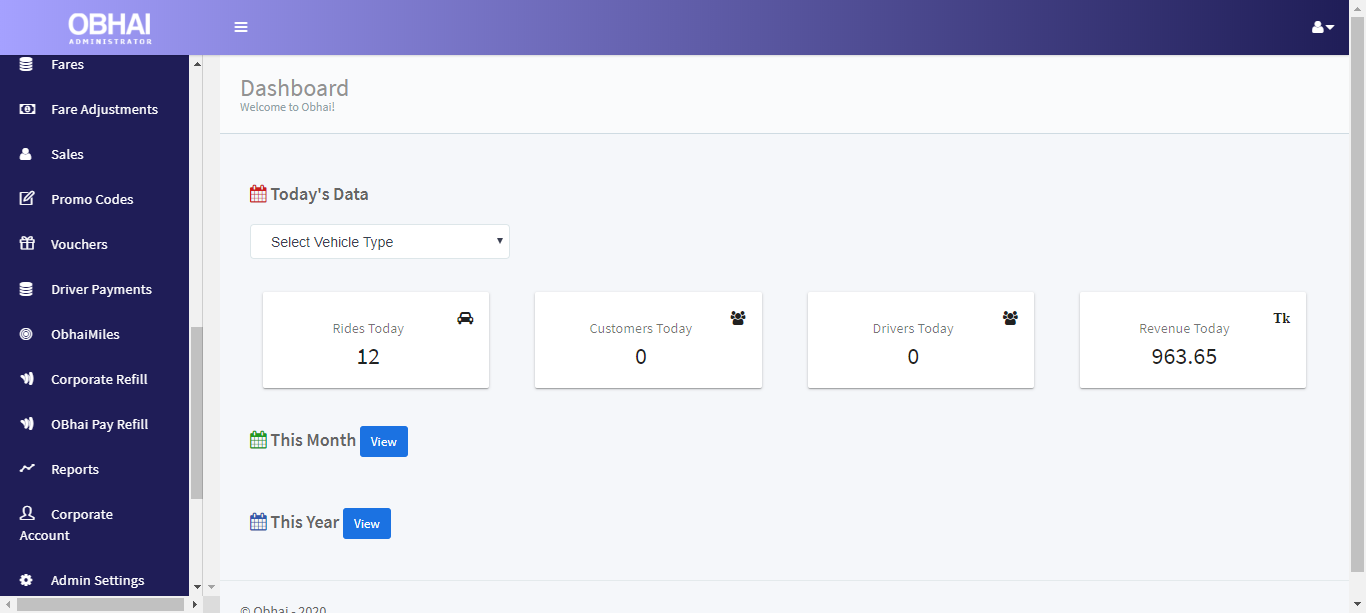 OBHAI
ADMINISTRATOR
Fares
Fare Adjustments
Sales
Promo Codes
Vouchers
Driver Payments
ObhaiMiles
Corporate Refill
OBhai Pay Refill
Reports
Corporate
Account
Admin Settings
Dashboard
Welcome to Obhai!
Today's Data
Select Vehicle Type
Rides Today
12
Customers Today
0
Drivers Today
0
Tk
Revenue Today
963.65
This Month View
This Year View
© Obhai - 2020